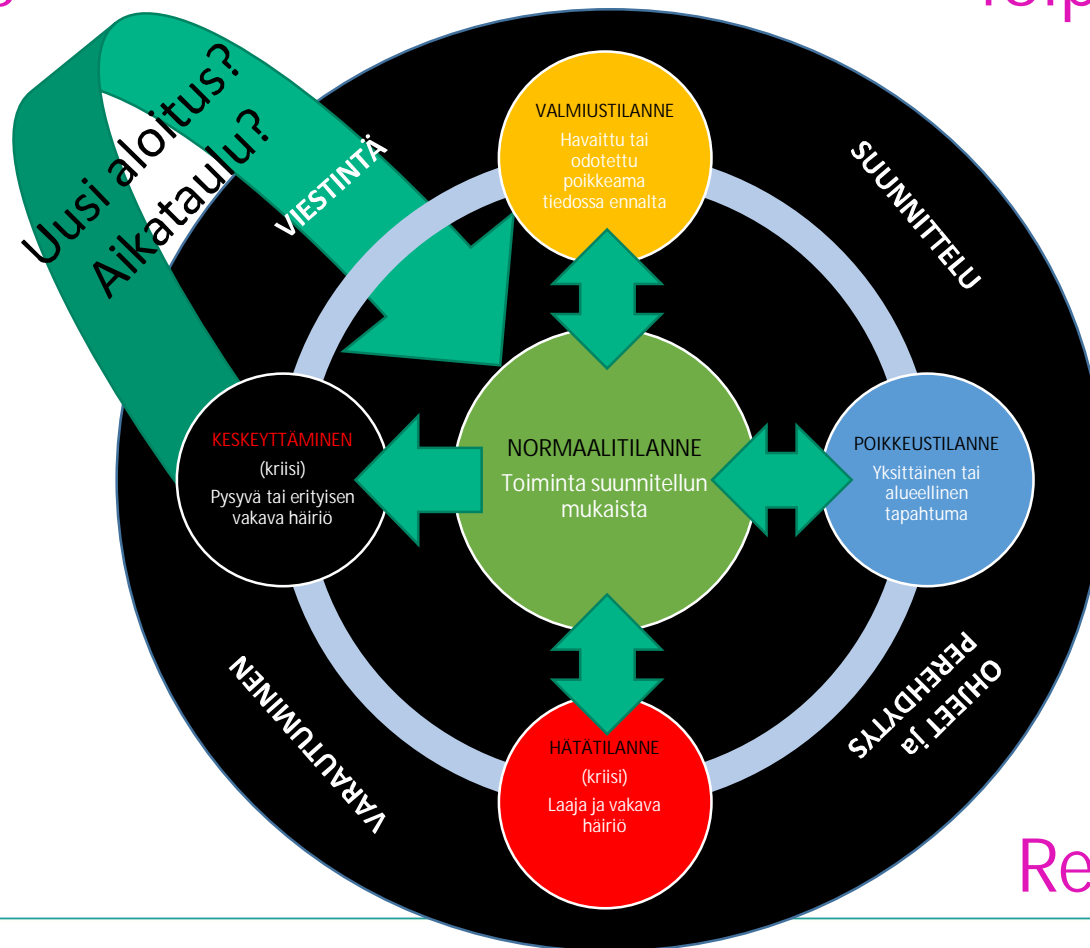 Uusi aloitus?
Aikataulu?
VIESTINTÄ
VALMIUSTILANNE
Havaittu tai
odotettu
poikkeama
tiedossa ennalta
SUUNNITTELU
KESKEYTTÄMINEN
(kriisi)
Pysyvä tai erityisen
vakava häiriö
NORMAALITILANNE
Toiminta suunnitellun
mukaista
POIKKEUSTILANNE
Yksittäinen tai
alueellinen
tapahtuma
VARAUTUMINEN
HÄTÄTILANNE
(kriisi)
Laaja ja vakava
häiriö
OHJEET ja
PEREHDYTYS
Re